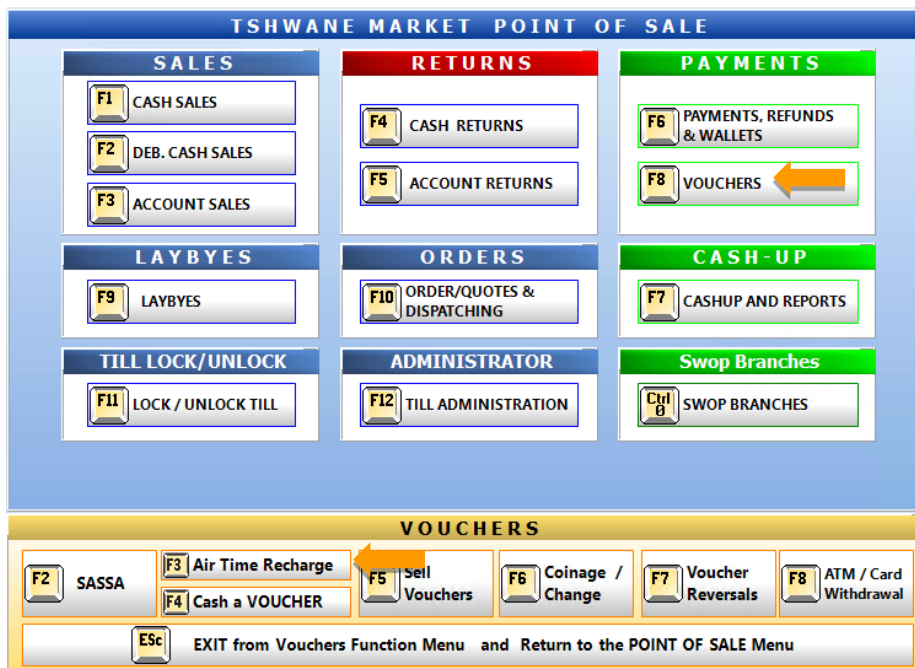 TSHWANE MARKET POINT OF SALE
SALES
F1 CASH SALES
F2 DEB. CASH SALES
F3 ACCOUNT SALES
RETURNS
F4 CASH RETURNS
F5 ACCOUNT RETURNS
PAYMENTS
F6 PAYMENTS, REFUNDS
& WALLETS
F8 VOUCHERS
LAYBYES
F9 LAYBYES
ORDERS
F10 ORDER/QUOTES &
DISPATCHING
CASH-UP
F7 CASHUP AND REPORTS
TILL LOCK/UNLOCK
F11 LOCK / UNLOCK TILL
ADMINISTRATOR
F12 TILL ADMINISTRATION
Swop Branches
Ctrl
0 SWOP BRANCHES
VOUCHERS
F2 SASSA
F3 Air Time Recharge
F4 Cash a VOUCHER
F5 Sell
Vouchers
F6 Coinage /
Change
F7 Voucher
Reversals
F8 ATM / Card
Withdrawal
ESc EXIT from Vouchers Function Menu and Return to the POINT OF SALE Menu